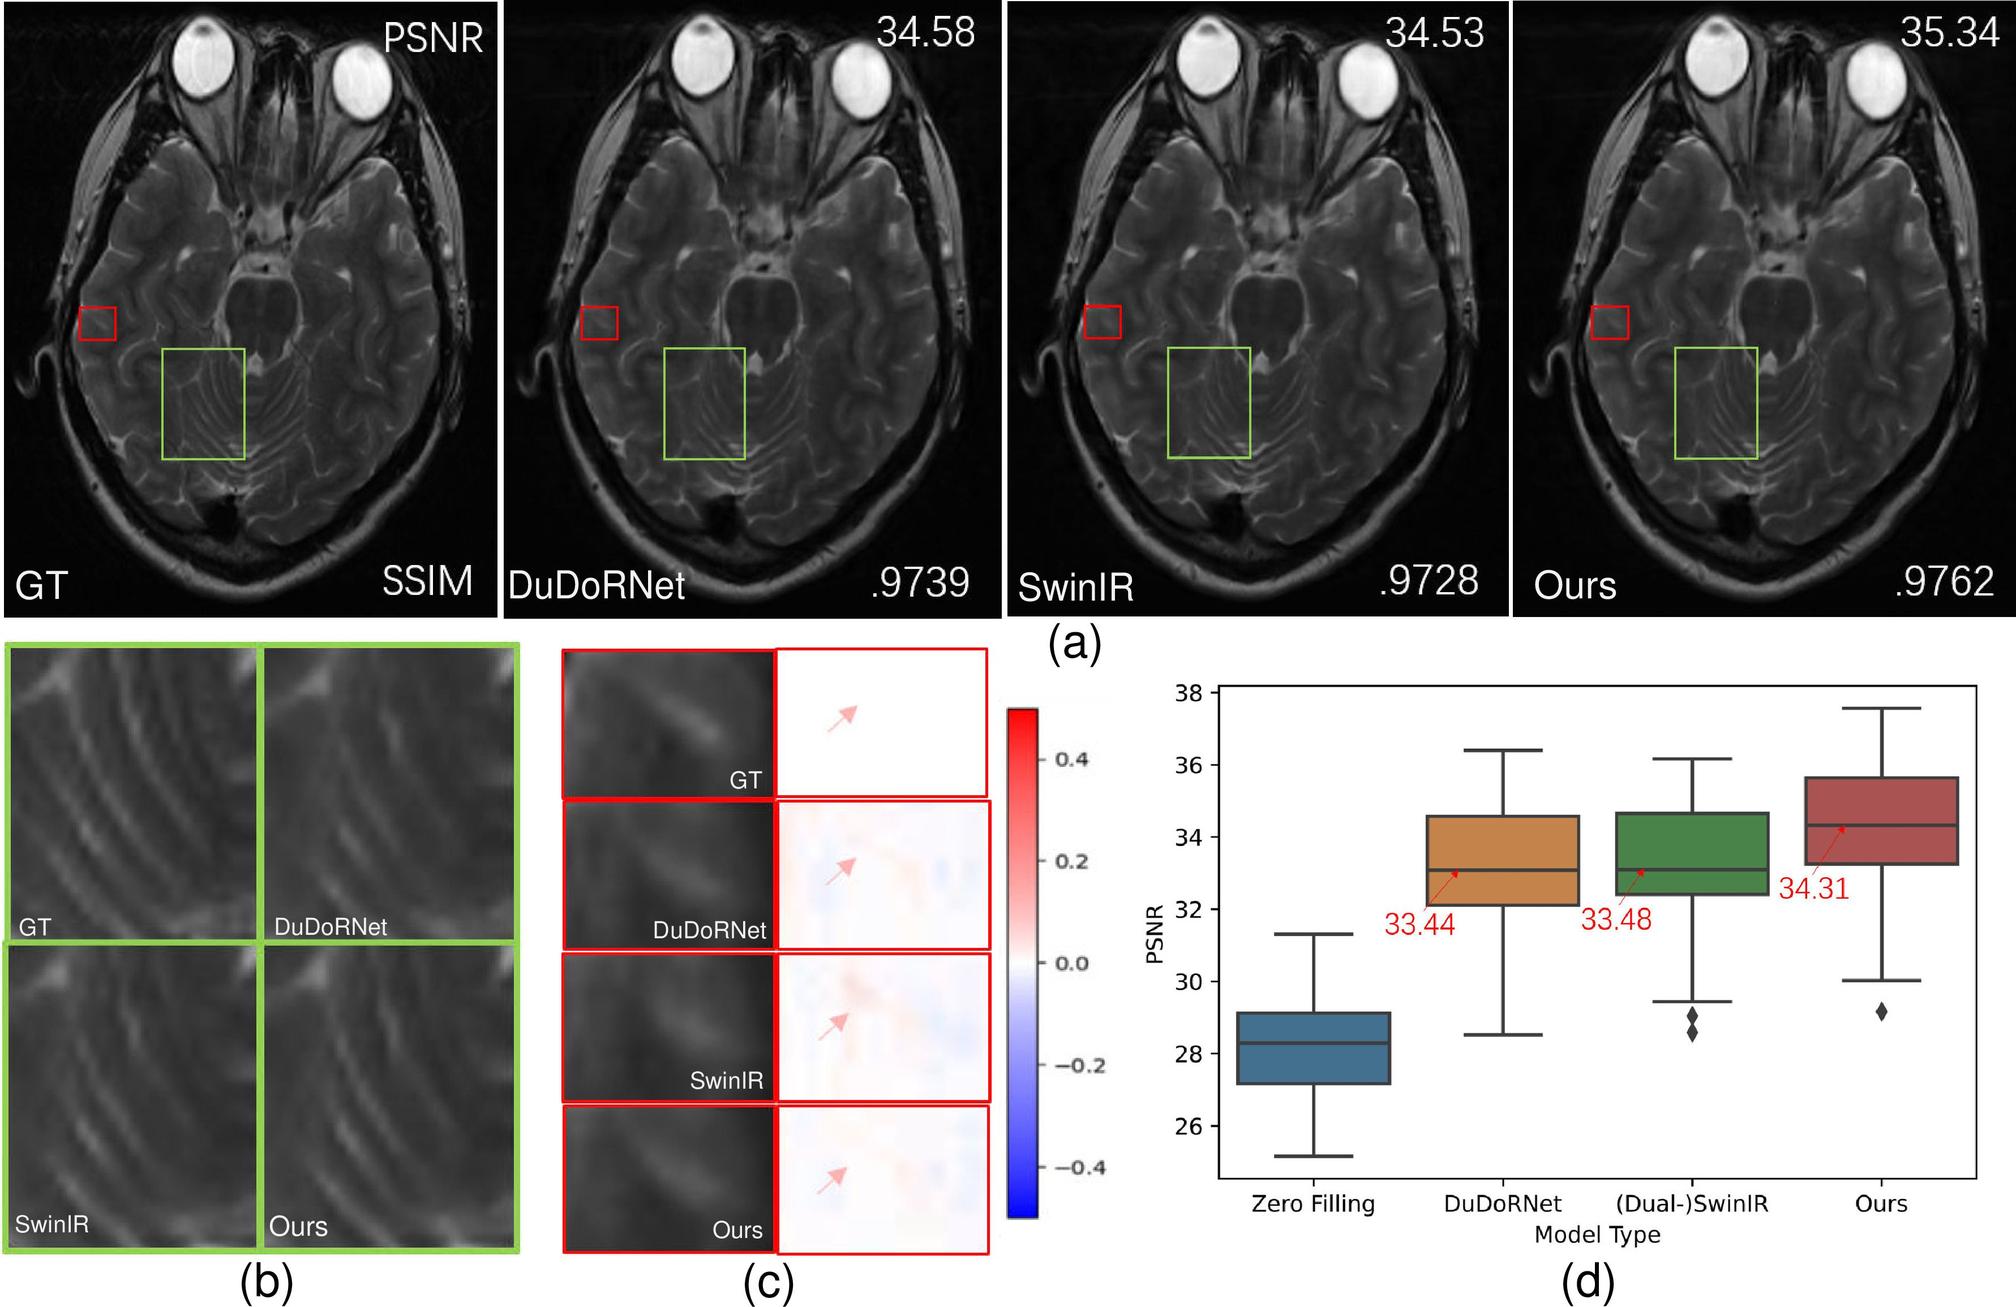 PSNR
34.58
34.53
35.34
GT
SSIM
DuDoRNet
.9739
SwinIR
.9728
Ours
.9762
(a)
GT
DuDoRNet
SwinIR
Ours
(b)
GT
DuDoRNet
SwinIR
Ours
0.4
0.2
0.0
−0.2
−0.4
(c)
38
36
34
32
30
28
26
PSNR
33.44
33.48
34.31
Zero Filling
DuDoRNet
(Dual-)SwinIR
Ours
Model Type
(d)